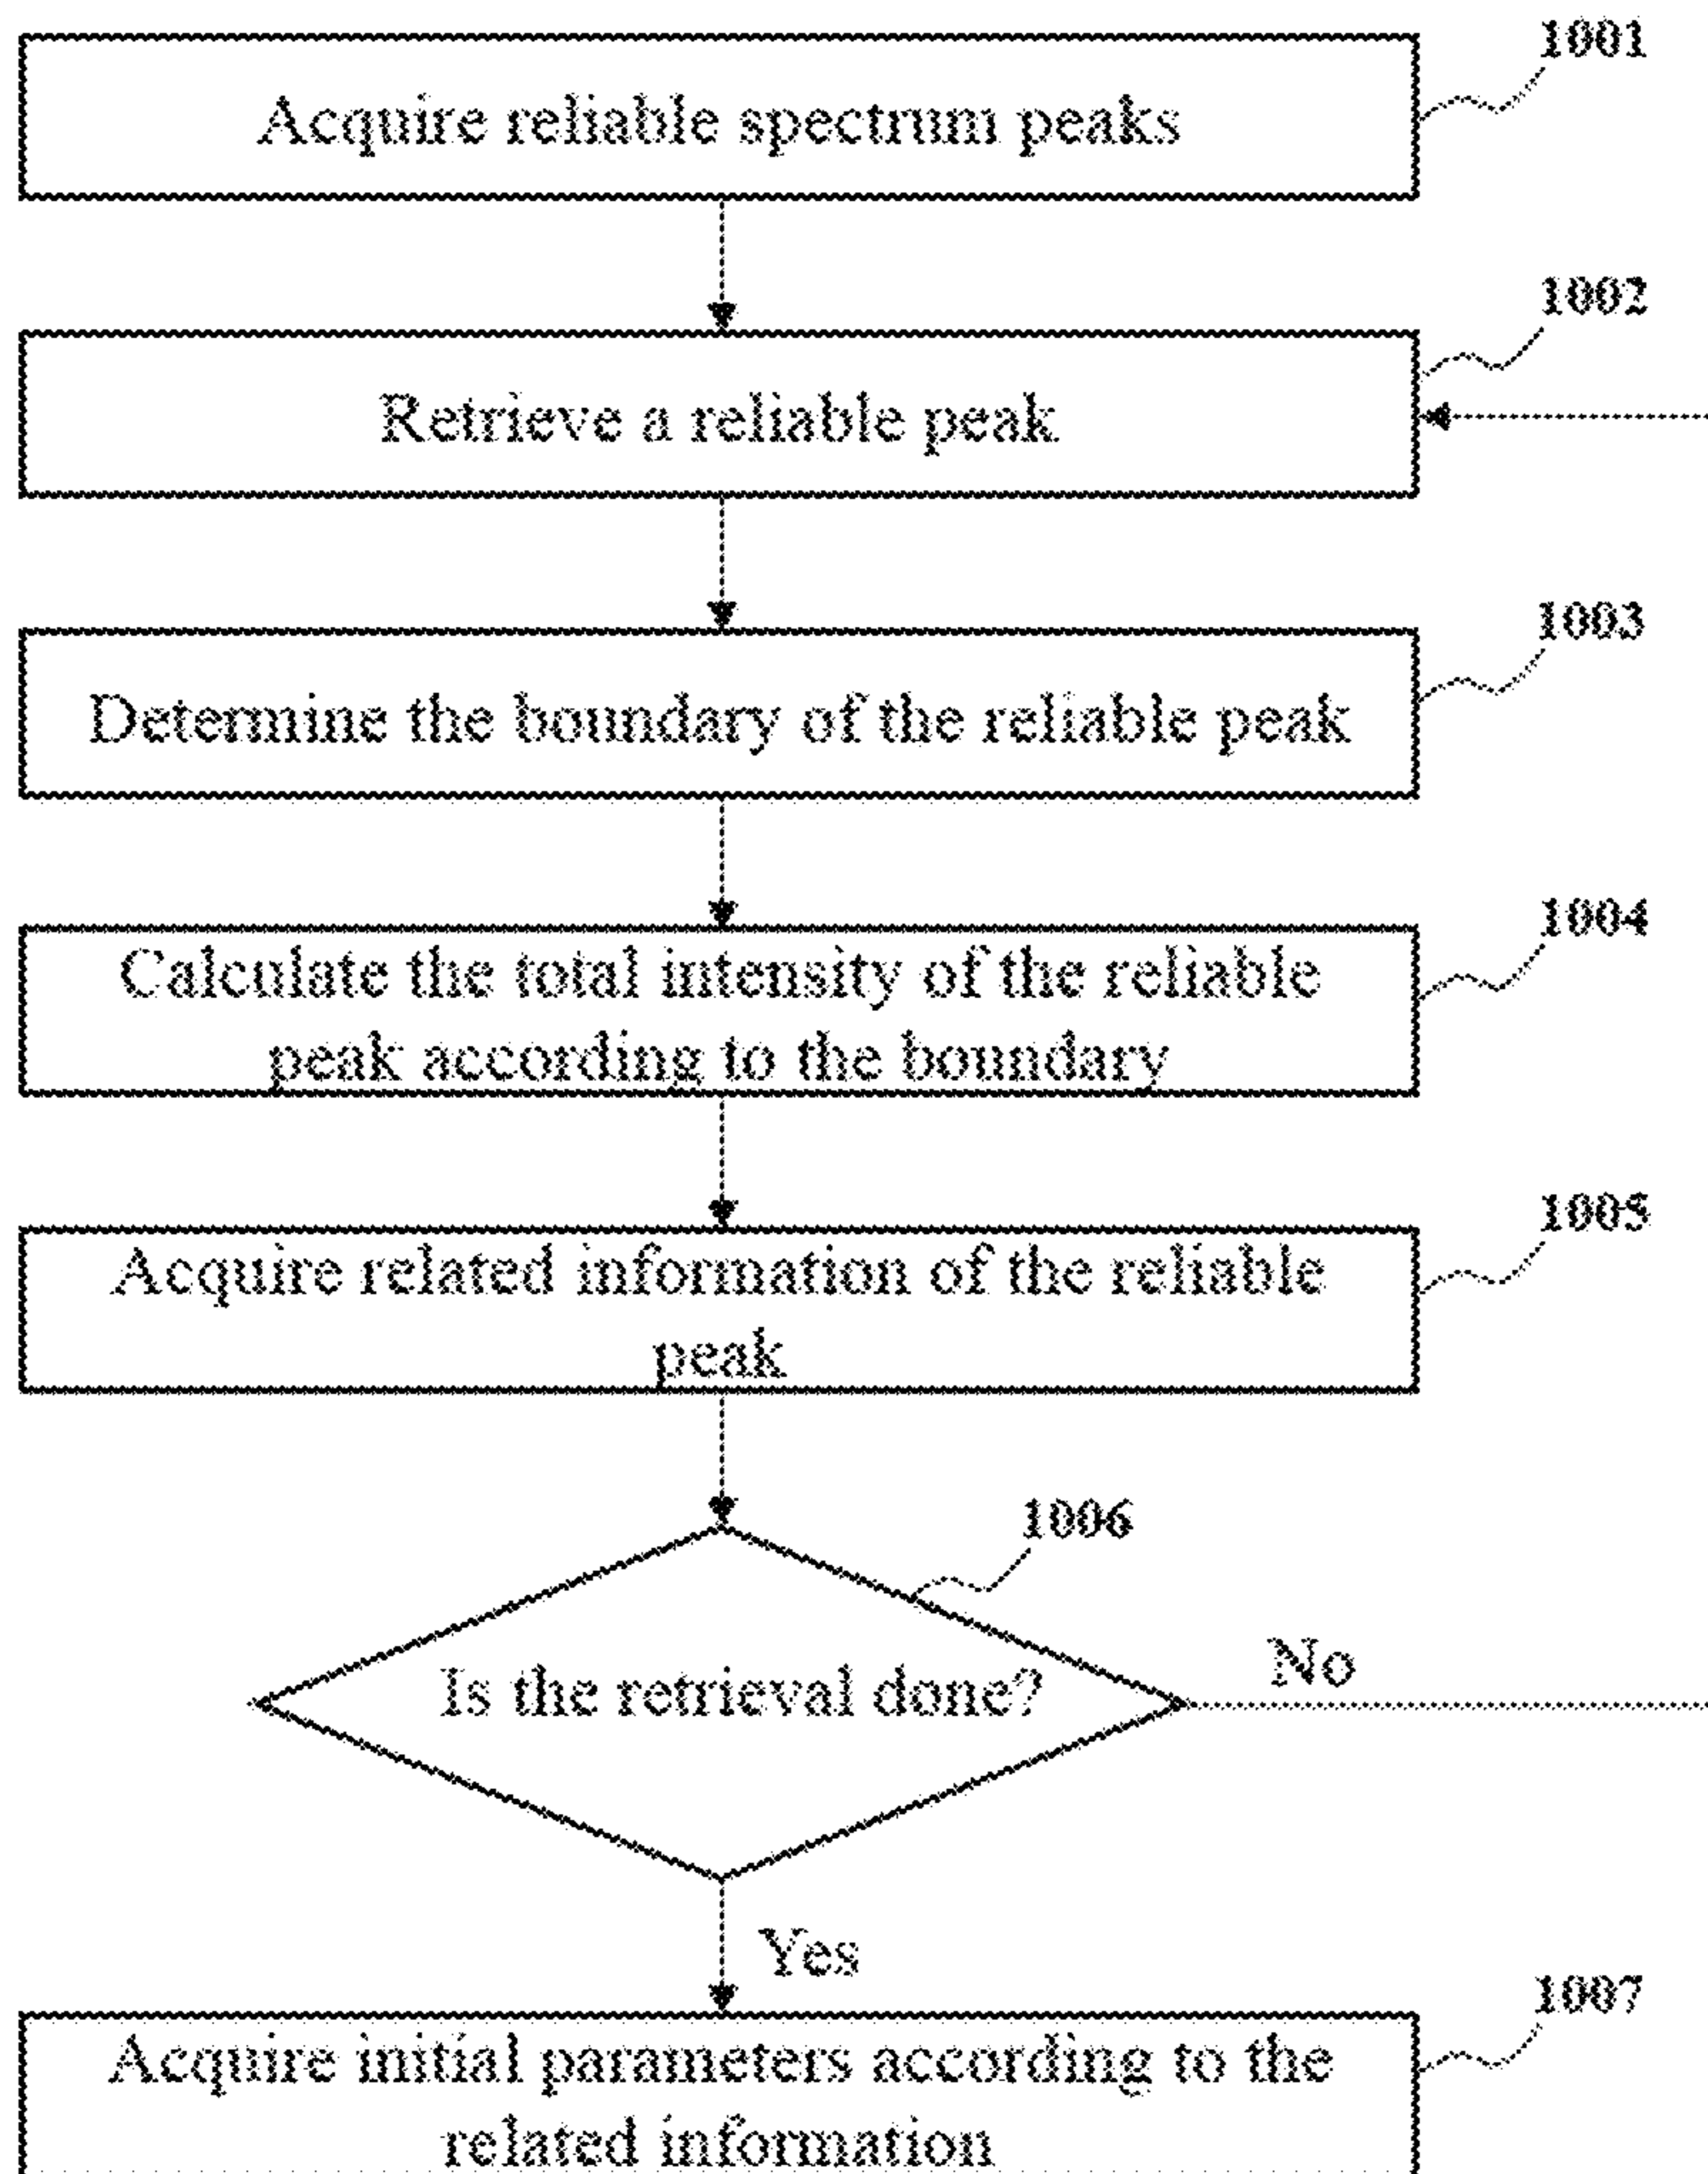 1001
Acquire reliable spectrum peaks
1002
Retrieve a reliable peak
1003
Determine the boundary of the reliable peak
1004
Calculate the total intensity of the reliable
peak according to the boundary
1005
Acquire related information of the reliable
peak
1006
Is the retrieval done?
No
Yes
1007
Acquire initial parameters according to the
related information